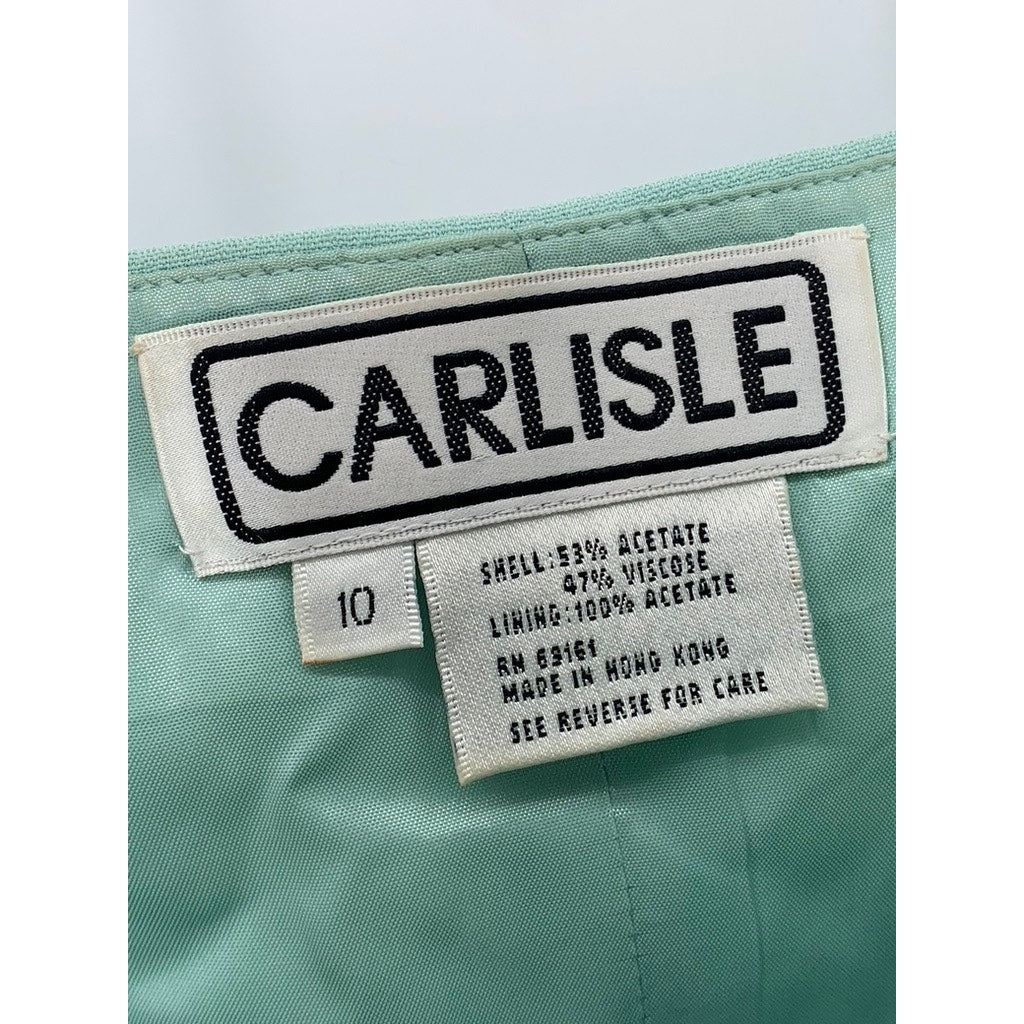 CARLISLE
10
SHELL:53% ACETATE
47% VISCOSE
LINING:100% ACETATE
RN 63161
MADE IN HONG KONG
SEE REVERSE FOR CARE